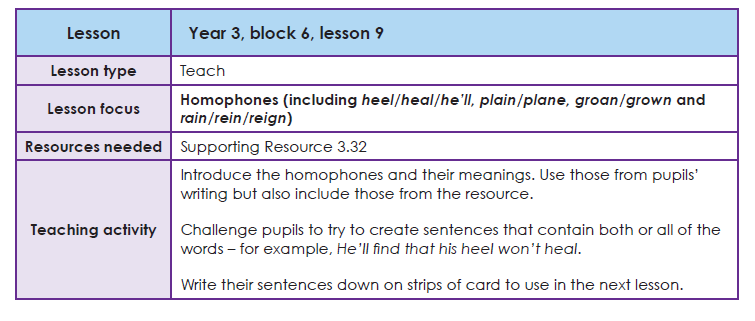 Lesson Year 3, block 6, lesson 9
Lesson type Teach
Lesson focus Homophones (including heel/heal/he'll, plain/plane, groan/grown and
rain/rein/reign)
Resources needed Supporting Resource 3.32
Teaching activity Introduce the homophones and their meanings. Use those from pupils'
writing but also include those from the resource.
Challenge pupils to try to create sentences that contain both or all of the
words – for example, He'll find that his heel won't heal.
Write their sentences down on strips of card to use in the next lesson.